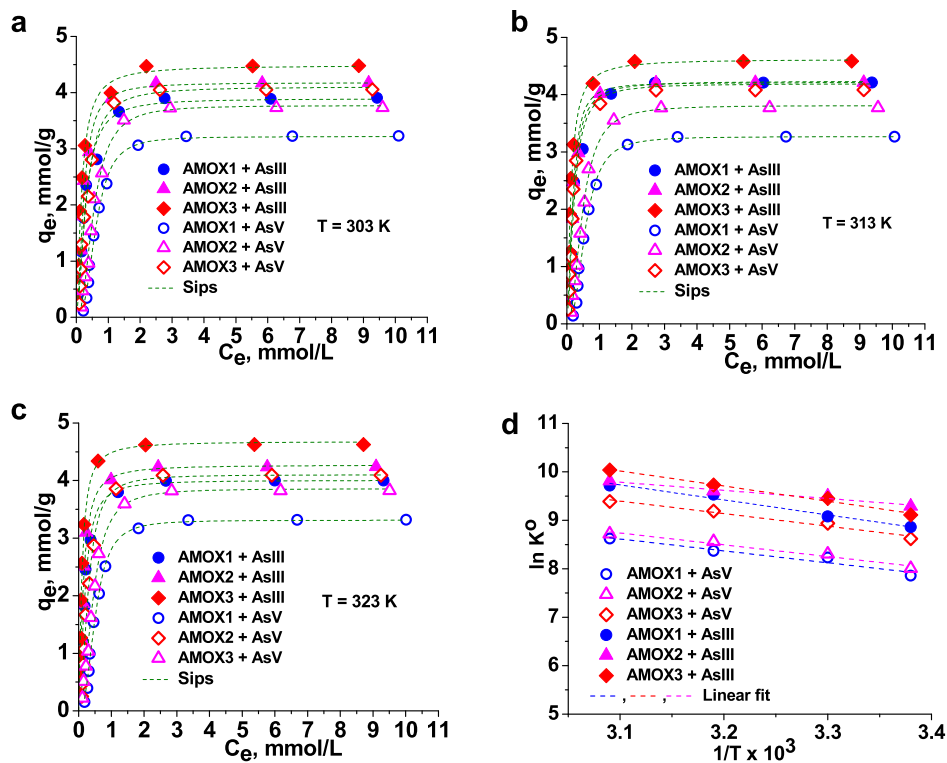 a
5
4
3
2
1
0
qe, mmol/g
AMOX1 + AsIII
AMOX2 + AsIII
AMOX3 + AsIII
AMOX1 + AsV
AMOX2 + AsV
AMOX3 + AsV
Sips
T = 303 K
0 1 2 3 4 5 6 7 8 9 10 11
Ce, mmol/L
b
5
4
3
2
1
0
qe, mmol/g
AMOX1 + AsIII
AMOX2 + AsIII
AMOX3 + AsIII
AMOX1 + AsV
AMOX2 + AsV
AMOX3 + AsV
Sips
T = 313 K
0 1 2 3 4 5 6 7 8 9 10 11
Ce, mmol/L
c
5
4
3
2
1
0
qe, mmol/g
AMOX1 + AsIII
AMOX2 + AsIII
AMOX3 + AsIII
AMOX1 + AsV
AMOX2 + AsV
AMOX3 + AsV
Sips
T = 323 K
0 1 2 3 4 5 6 7 8 9 10 11
Ce, mmol/L
d
11
10
9
8
7
6
5
ln Kº
AMOX1 + AsV
AMOX2 + AsV
AMOX3 + AsV
AMOX1 + AsIII
AMOX2 + AsIII
AMOX3 + AsIII
, , Linear fit
3.1 3.2 3.3 3.4
1/T x 10³